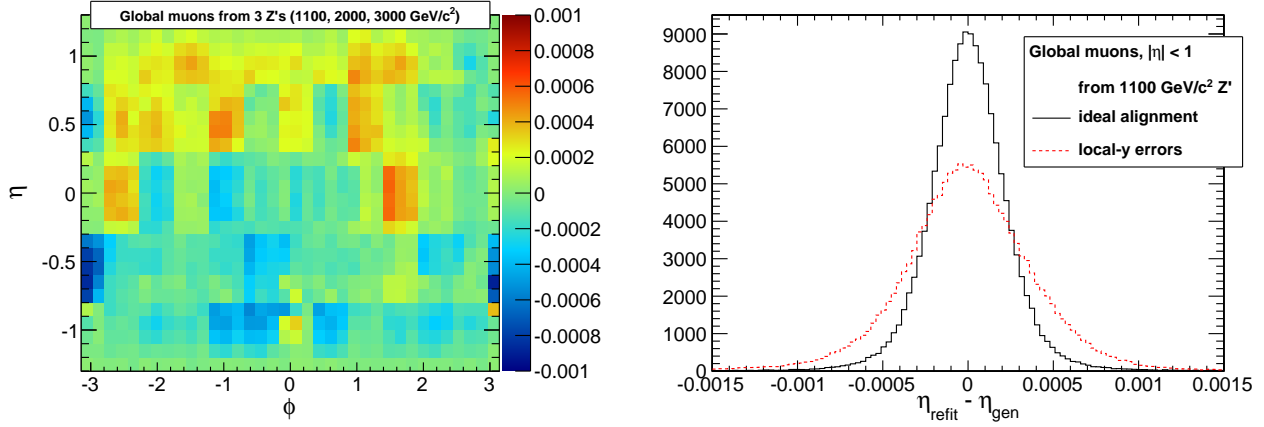 Global muons from 3 Z's (1100, 2000, 3000 GeV/c²)
1
0.5
0
-0.5
-1
η
-3 -2 -1 0 1 2 3
ϕ
0.001
0.0008
0.0006
0.0004
0.0002
0
-0.0002
-0.0004
-0.0006
-0.0008
-0.001
9000
8000
7000
6000
5000
4000
3000
2000
1000
0
Global muons, |η| < 1
from 1100 GeV/c² Z'
ideal alignment
local-y errors
-0.0015 -0.001 -0.0005 0 0.0005 0.001 0.0015
η_refit - η_gen